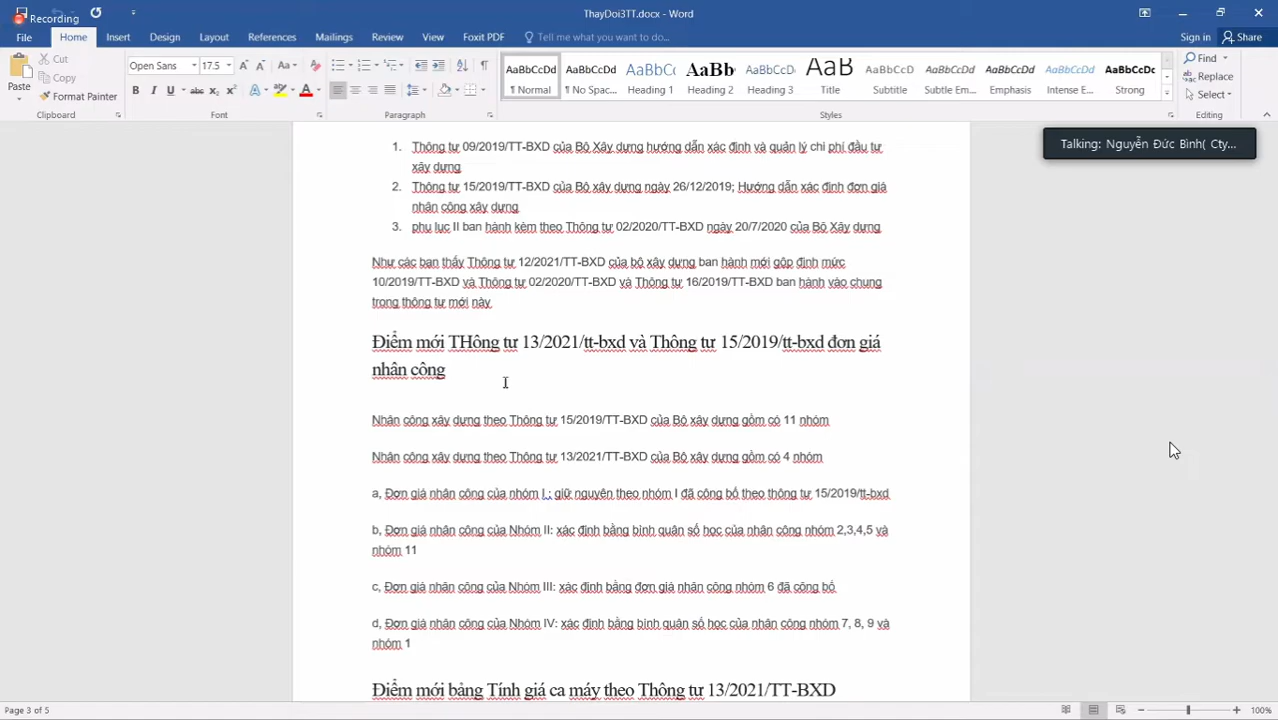 Recording
ThayDoi3TT.docx - Word
File Home Insert Design Layout References Mailings Review View Foxit PDF Tell me what you want to do... Sign in Share
Paste
Cut
Copy
Format Painter
Clipboard
Open Sans 17.5
Font
Paragraph
AaBbCcDd AaBbCcDd AaBbCcDd AaBb AaBbCcDd AaBb AaBbCcDd AaBbCcDd AaBbCcDd AaBbCcDd AaBbCcDd
¶ Normal ¶ No Spac... Heading 1 Heading 2 Heading 3 Title Subtitle Subtle Em... Emphasis Intense E... Strong
Styles
Find
Replace
Select
Editing
Talking: Nguyễn Đức Bình( Cty...
1. Thông tư 09/2019/TT-BXD của Bộ Xây dựng hướng dẫn xác định và quản lý chi phí đầu tư
xây dựng
2. Thông tư 15/2019/TT-BXD của Bộ xây dựng ngày 26/12/2019; Hướng dẫn xác định đơn giá
nhân công xây dựng
3. phụ lục II ban hành kèm theo Thông tư 02/2020/TT-BXD ngày 20/7/2020 của Bộ Xây dựng
Như các bạn thấy Thông tư 12/2021/TT-BXD của bộ xây dựng ban hành mới gộp định mức
10/2019/TT-BXD và Thông tư 02/2020/TT-BXD và Thông tư 16/2019/TT-BXD ban hành vào chung
trong thông tư mới này
Điểm mới THông tư 13/2021/tt-bxd và Thông tư 15/2019/tt-bxd đơn giá
nhân công
Nhân công xây dựng theo Thông tư 15/2019/TT-BXD của Bộ xây dựng gồm có 11 nhóm
Nhân công xây dựng theo Thông tư 13/2021/TT-BXD của Bộ xây dựng gồm có 4 nhóm
a, Đơn giá nhân công của nhóm I ; giữ nguyên theo nhóm I đã công bố theo thông tư 15/2019/tt-bxd
b, Đơn giá nhân công của Nhóm II: xác định bằng bình quân số học của nhân công nhóm 2,3,4,5 và
nhóm 11
c, Đơn giá nhân công của Nhóm III: xác định bằng đơn giá nhân công nhóm 6 đã công bố
d, Đơn giá nhân công của Nhóm IV: xác định bằng bình quân số học của nhân công nhóm 7, 8, 9 và
nhóm 1
Điểm mới bảng Tính giá ca máy theo Thông tư 13/2021/TT-BXD
Page 3 of 5
100%